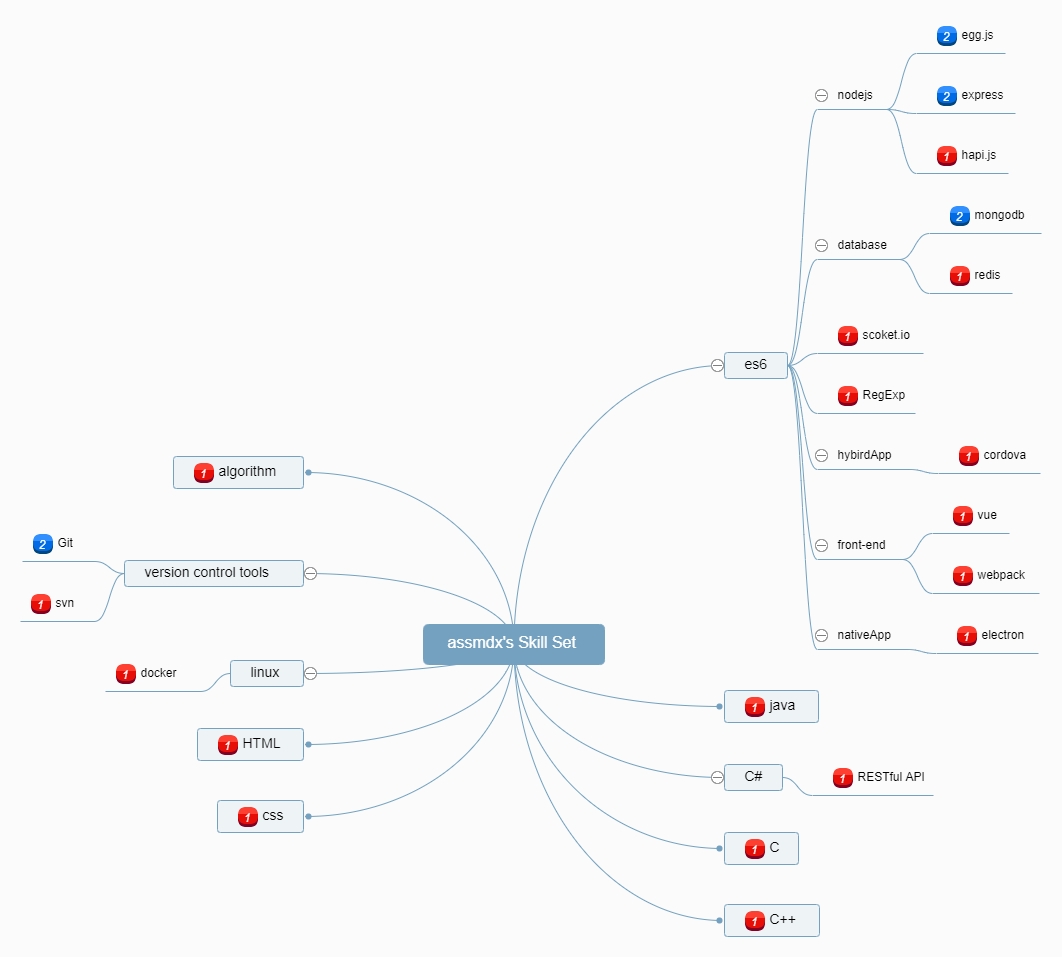 assmdx's Skill Set
es6
nodejs
2 egg.js
2 express
1 hapi.js
database
2 mongodb
1 redis
1 scoket.io
1 RegExp
hybirdApp
1 cordova
front-end
1 vue
1 webpack
nativeApp
1 electron
1 java
C#
1 RESTful API
1 C
1 C++
1 algorithm
version control tools
2 Git
1 svn
linux
1 docker
1 HTML
1 css